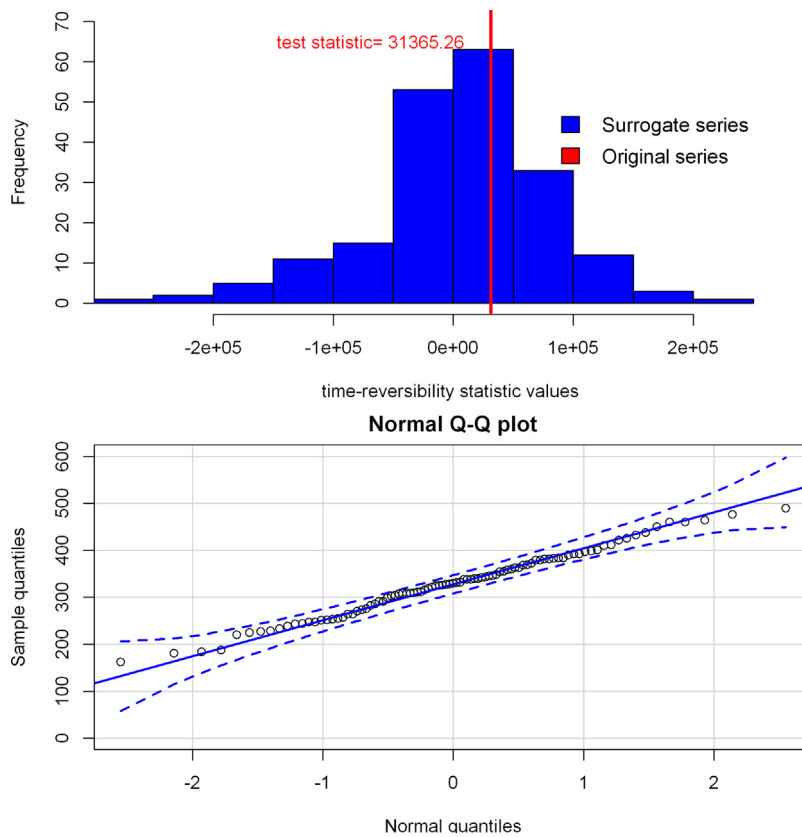 70
60
50
40
30
20
10
0
Frequency
test statistic= 31365.26
Surrogate series
Original series
-2e+05 -1e+05 0e+00 1e+05 2e+05
time-reversibility statistic values
Normal Q-Q plot
600
500
400
300
200
100
0
Sample quantiles
-2 -1 0 1 2
Normal quantiles